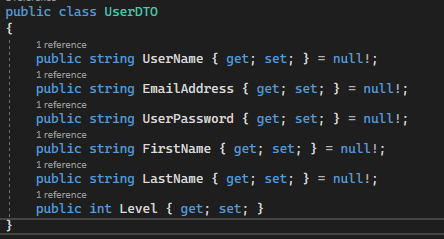 public class UserDTO
{
1 reference
public string UserName { get; set; } = null!;
1 reference
public string EmailAddress { get; set; } = null!;
1 reference
public string UserPassword { get; set; } = null!;
1 reference
public string FirstName { get; set; } = null!;
1 reference
public string LastName { get; set; } = null!;
1 reference
public int Level { get; set; }
}